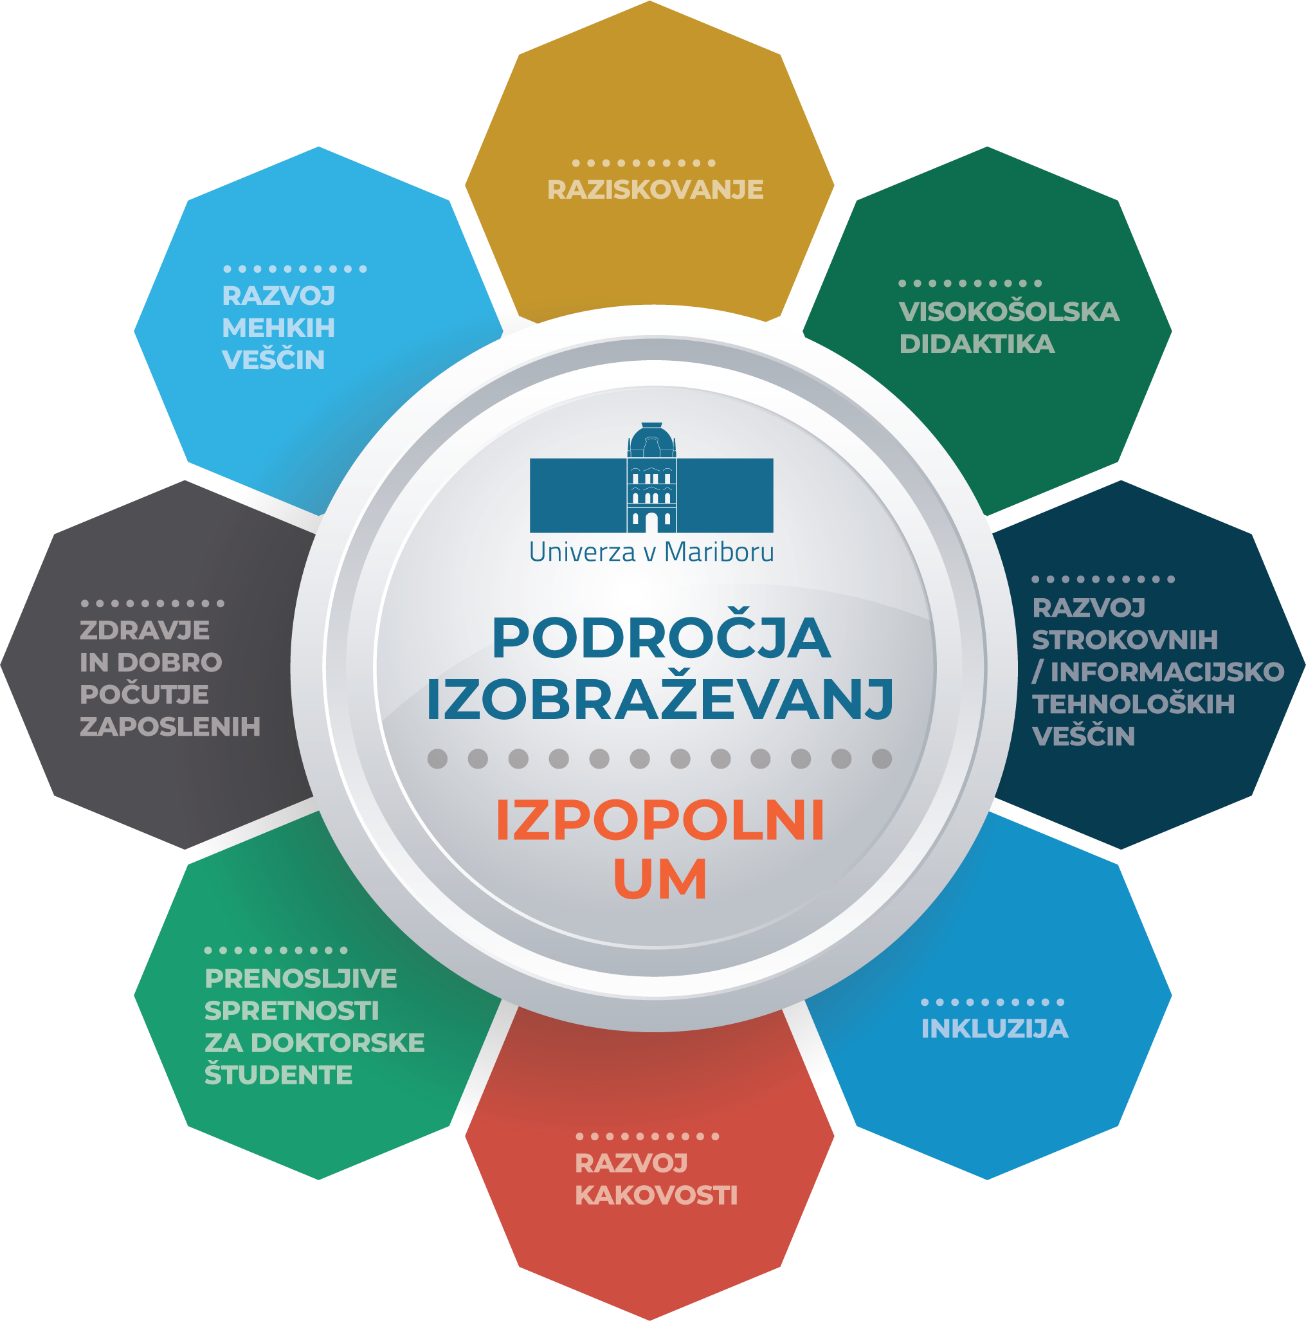 RAZISKOVANJE
VISOKOŠOLSKA
DIDAKTIKA
RAZVOJ
STROKOVNIH
/ INFORMACIJSKO
TEHNOLOŠKIH
VEŠČIN
INKLUZIJA
RAZVOJ
KAKOVOSTI
PRENOSLJIVE
SPRETNOSTI
ZA DOKTORSKE
ŠTUDENTE
ZDRAVJE
IN DOBRO
POČUTJE
ZAPOSLENIH
RAZVOJ
MEHKIH
VEŠČIN
Univerza v Mariboru
PODROČJA
IZOBRAŽEVANJ
IZPOPOLNI
UM